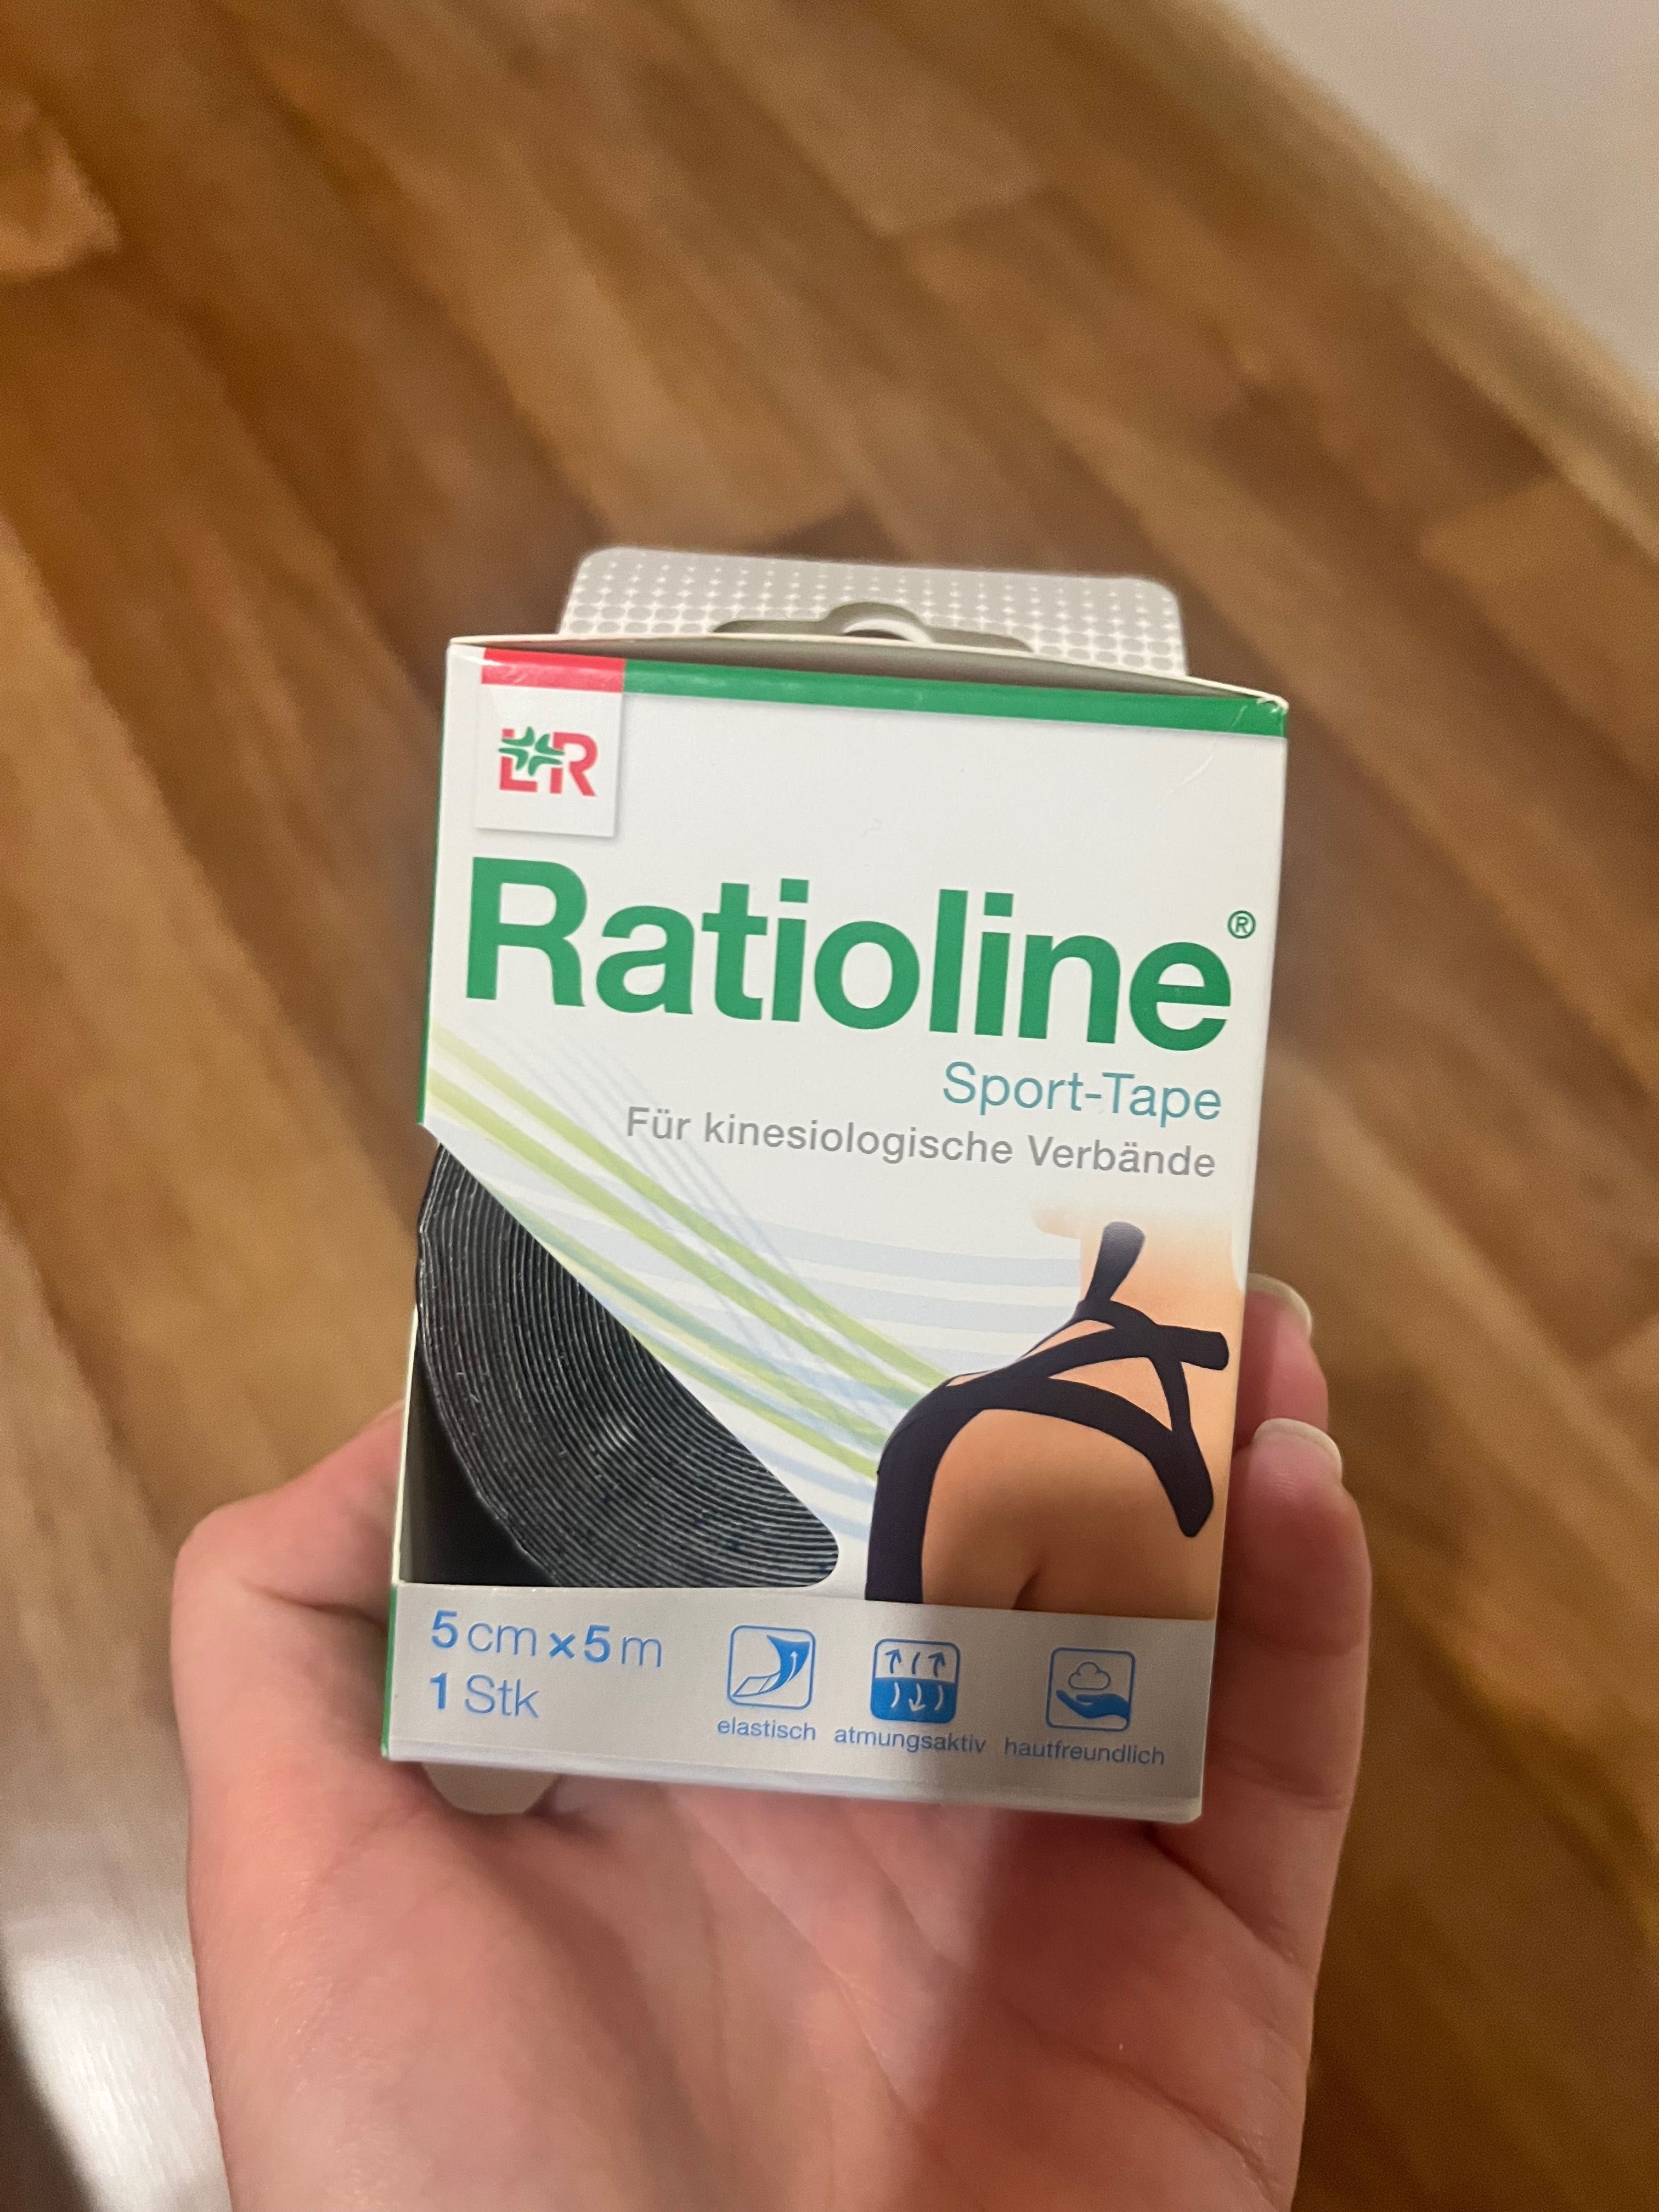 L&R
Ratioline®
Sport-Tape
Für kinesiologische Verbände
5 cm x 5 m
1 Stk
elastisch atmungsaktiv hautfreundlich